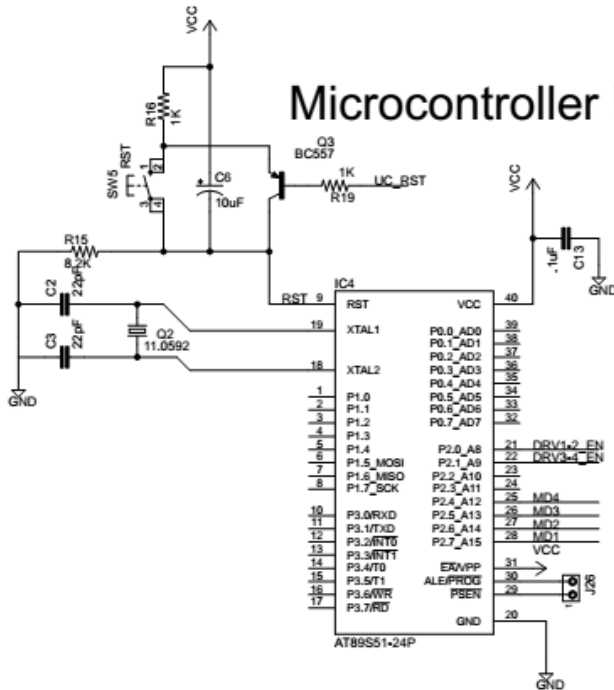 VCC
R16
1K
Microcontroller
Q3
BC557
RST
SW5
1
2
3
4
C6
10uF
1K
R19
UC_RST
VCC
R15
8.2K
.1uF
C13
GND
C2
22pF
C3
22pF
Q2
11.0592
GND
IC4
RST 9 RST VCC 40
19 XTAL1 P0.0_AD0 39
P0.1_AD1 38
P0.2_AD2 37
18 XTAL2 P0.3_AD3 36
P0.4_AD4 35
1 P1.0 P0.5_AD5 34
2 P1.1 P0.6_AD6 33
3 P1.2 P0.7_AD7 32
4 P1.3
5 P1.4 P2.0_A8 21 DRV1-2_EN
6 P1.5_MOSI P2.1_A9 22 DRV3-4_EN
7 P1.6_MISO P2.2_A10 23
8 P1.7_SCK P2.3_A11 24
P2.4_A12 25 MD4
10 P3.0/RXD P2.5_A13 26 MD3
11 P3.1/TXD P2.6_A14 27 MD2
12 P3.2/INT0 P2.7_A15 28 MD1
13 P3.3/INT1 VCC
14 P3.4/T0 EA/VPP 31
15 P3.5/T1 ALE/PROG 30
16 P3.6/WR PSEN 29
17 P3.7/RD
1
J26
GND 20
AT89S51-24P
GND